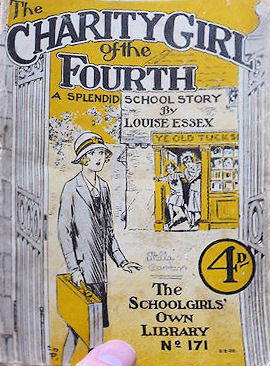 The
CHARITY GIRL
of the
FOURTH
A SPLENDID SCHOOL STORY
By
LOUISE ESSEX
YE OLD TUCKS
4D.
The
SCHOOLGIRLS'
OWN
LIBRARY
No 171